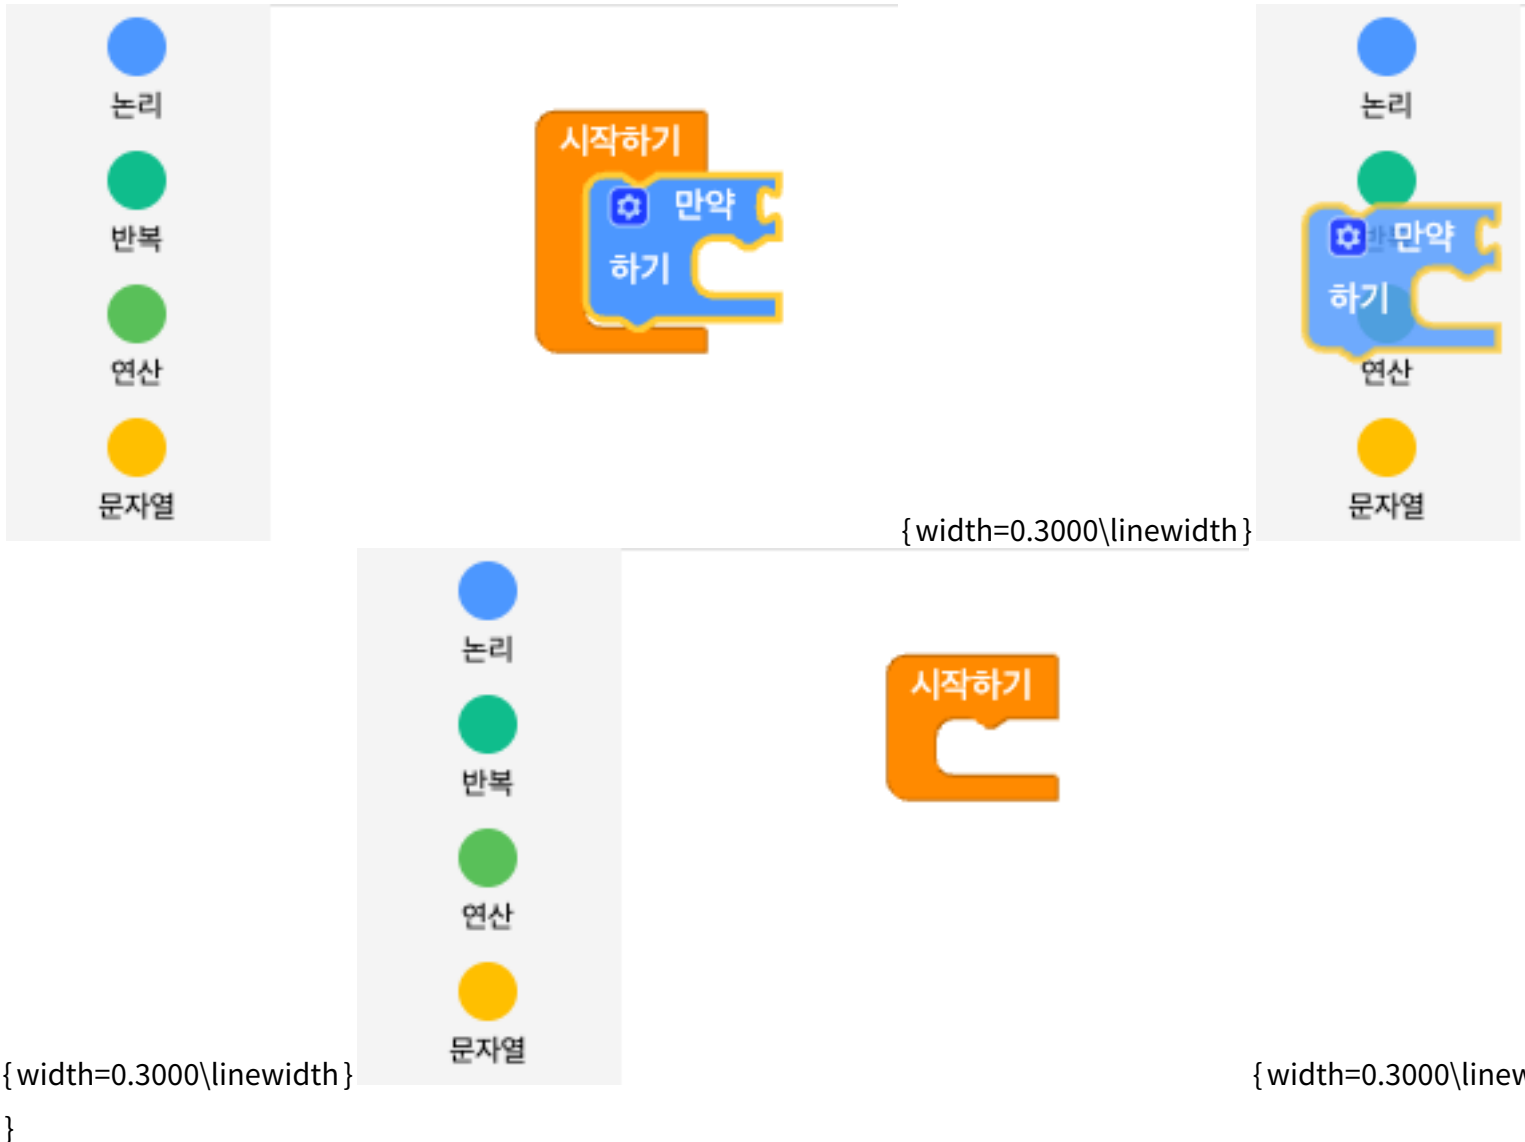 논리
반복
연산
문자열
시작하기
만약
하기
{width=0.3000\linewidth}
논리
만약
하기
연산
문자열
{width=0.3000\linewidth}
논리
반복
연산
문자열
시작하기
{width=0.3000\linew
}